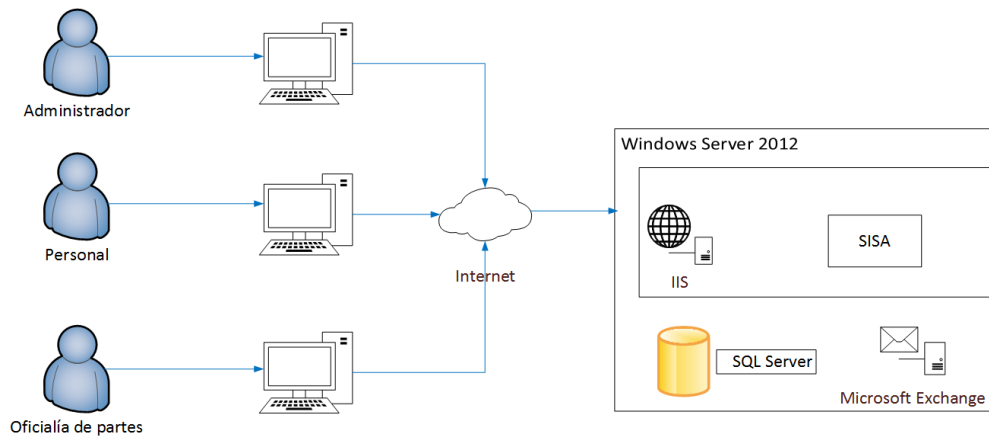 Administrador
Personal
Oficialía de partes
Internet
Windows Server 2012
IIS
SISA
SQL Server
Microsoft Exchange